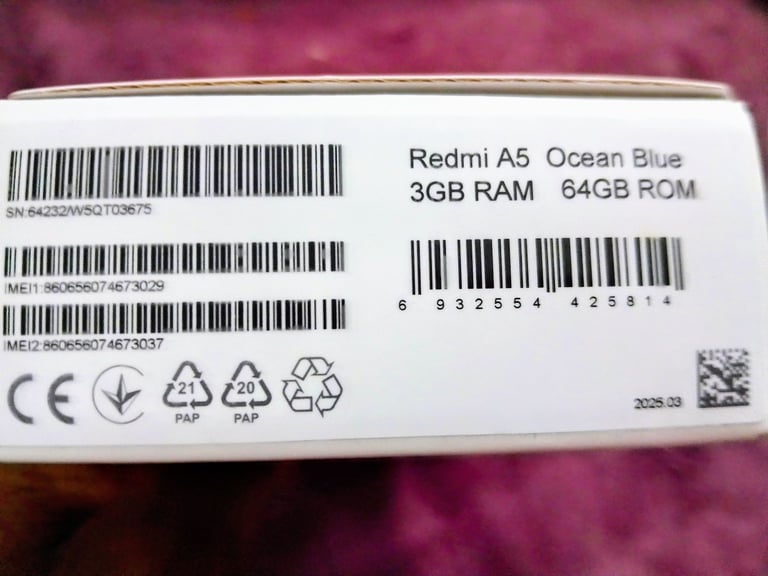 Redmi A5 Ocean Blue
3GB RAM 64GB ROM
SN:64232/W5QT03675
IMEI1:860656074673029
IMEI2:860656074673037
6 932554 425814
CE
21
PAP
20
PAP
2025.03